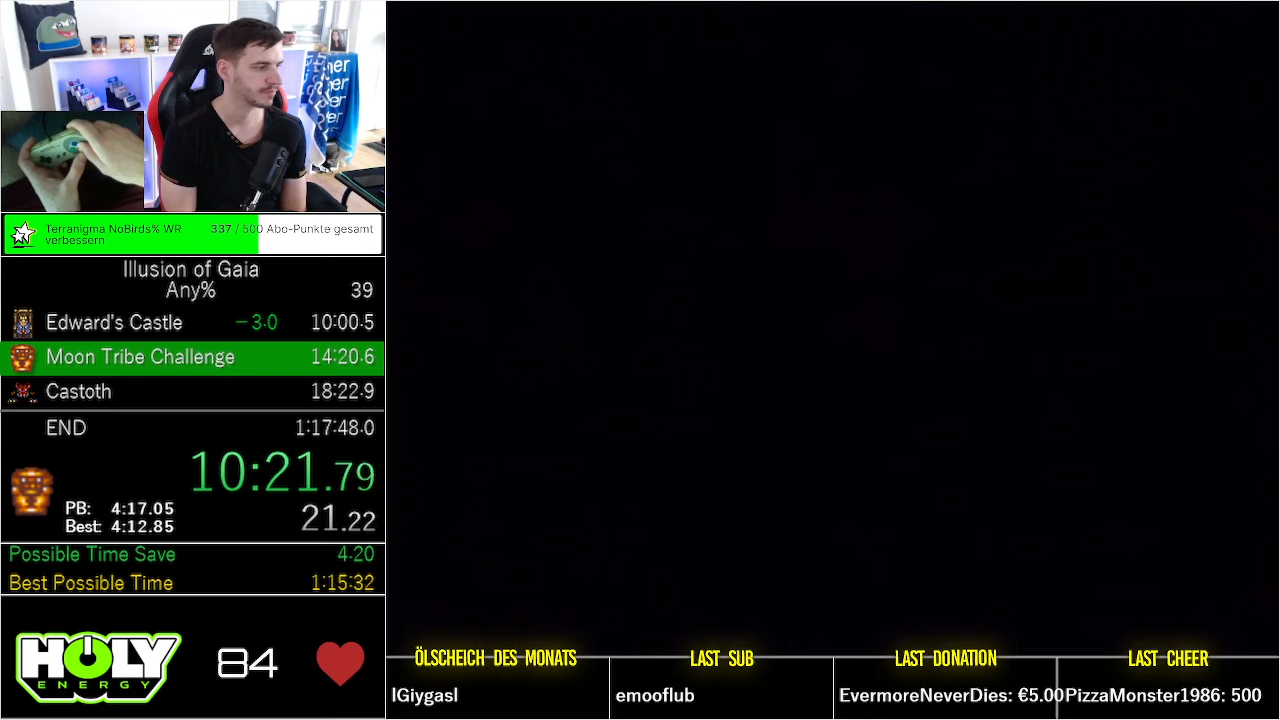 Terranigma NoBirds% WR verbessern
337 / 500 Abo-Punkte gesamt
Illusion of Gaia
Any% 39
Edward's Castle −3.0 10:00.5
Moon Tribe Challenge 14:20.6
Castoth 18:22.9
END 1:17:48.0
10:21.79
PB: 4:17.05
Best: 4:12.85
21.22
Possible Time Save 4.20
Best Possible Time 1:15:32
HOLY
ENERGY
84
ÖLSCHEICH DES MONATS
lGiygasl
LAST SUB
emooflub
LAST DONATION
EvermoreNeverDies: €5.00
LAST CHEER
PizzaMonster1986: 500